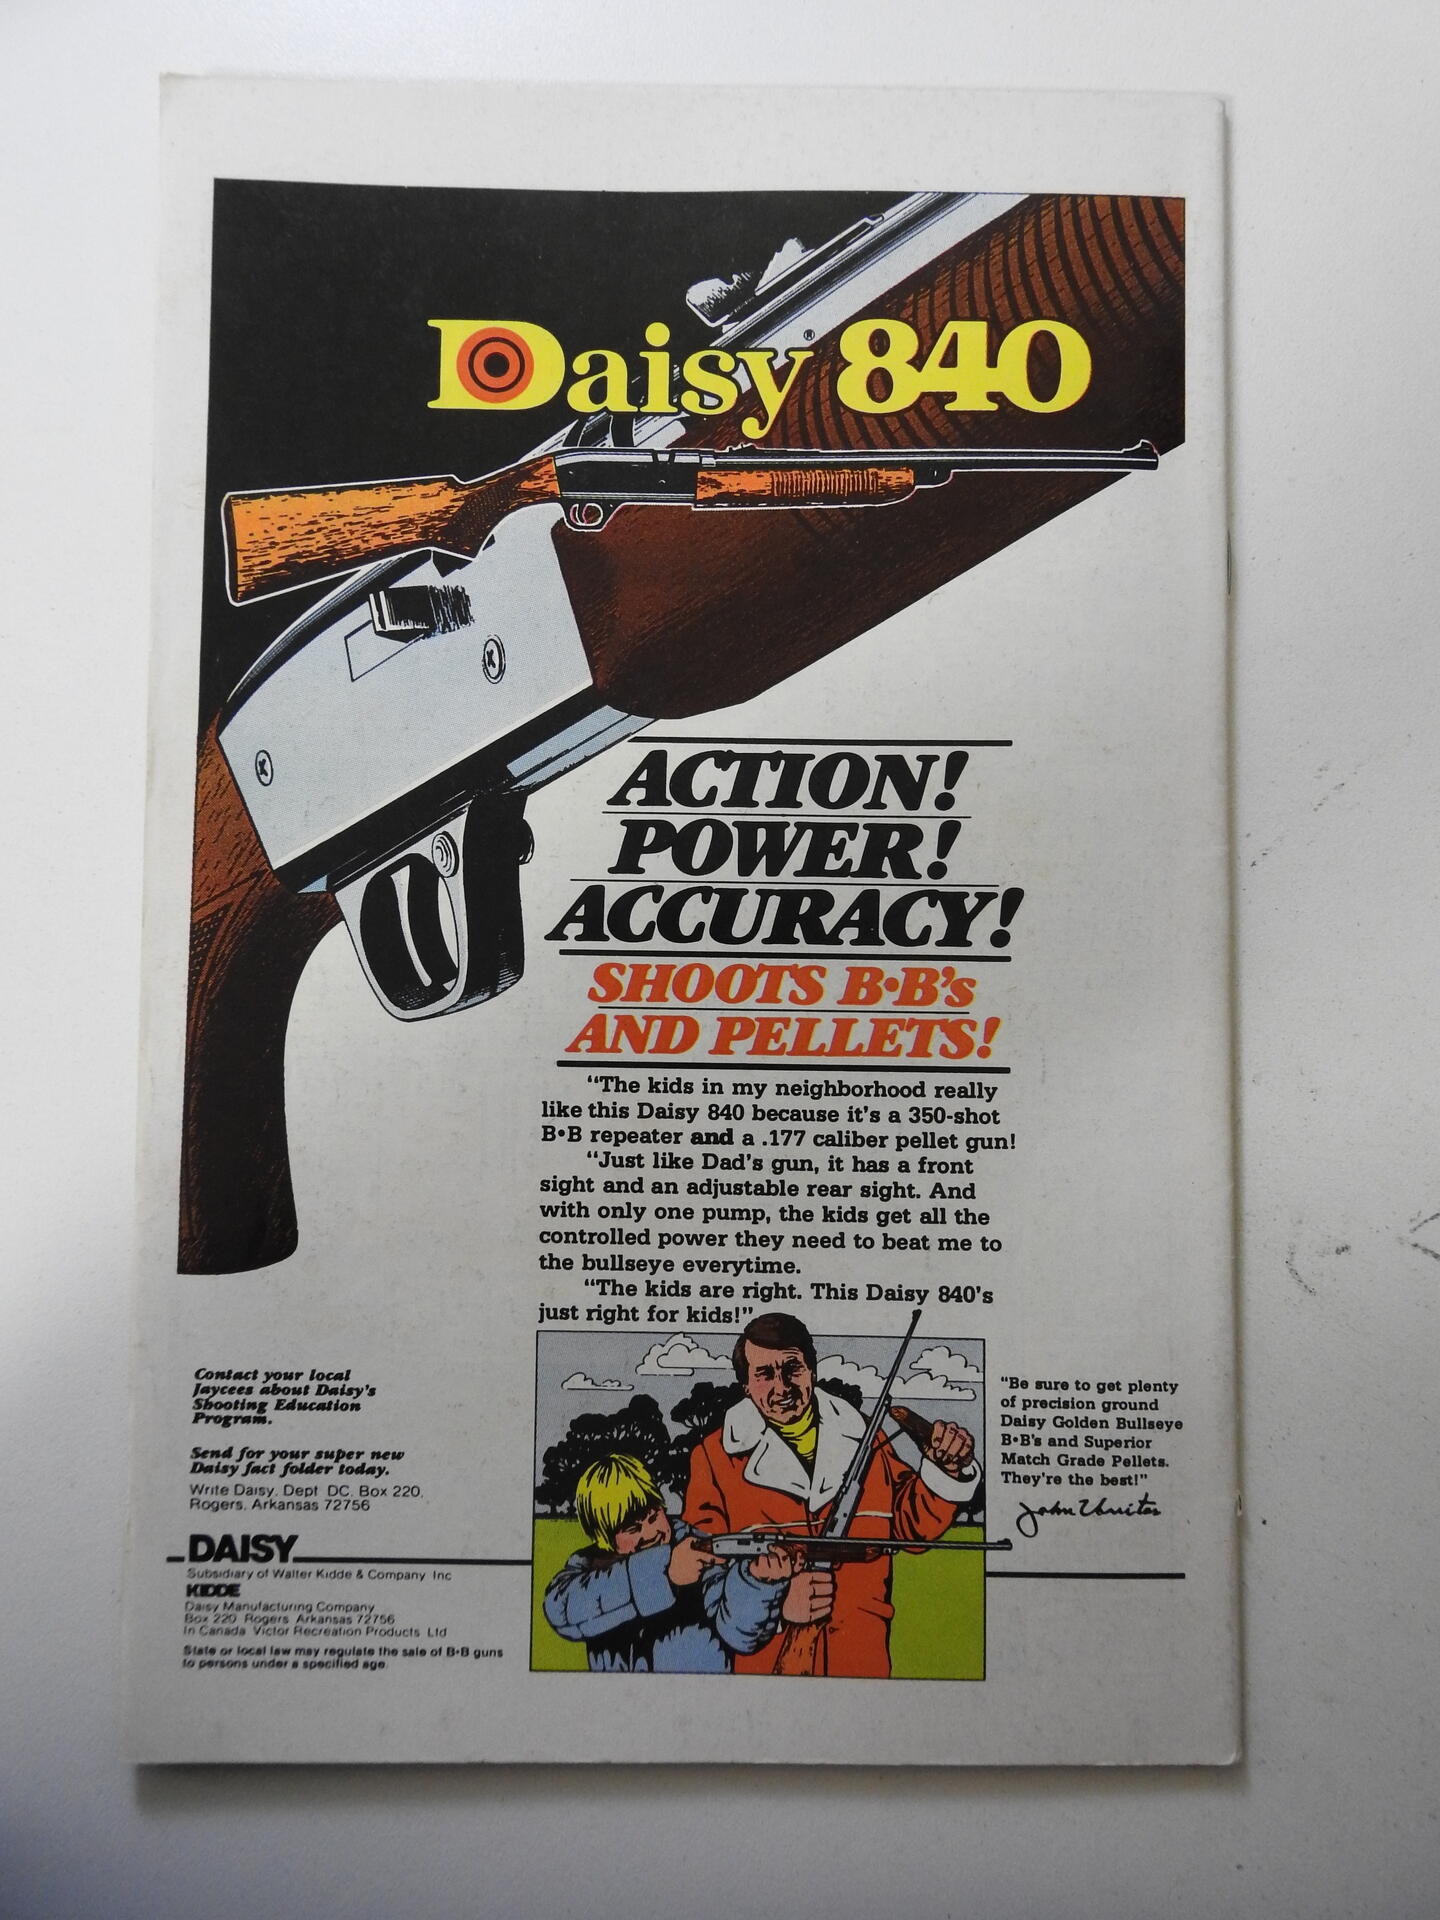 Daisy® 840
ACTION!
POWER!
ACCURACY!
SHOOTS B•B's
AND PELLETS!
"The kids in my neighborhood really
like this Daisy 840 because it's a 350-shot
B•B repeater and a .177 caliber pellet gun!
"Just like Dad's gun, it has a front
sight and an adjustable rear sight. And
with only one pump, the kids get all the
controlled power they need to beat me to
the bullseye everytime.
"The kids are right. This Daisy 840's
just right for kids!"
"Be sure to get plenty
of precision ground
Daisy Golden Bullseye
B•B's and Superior
Match Grade Pellets.
They're the best!"
John Unitas
Contact your local
Jaycees about Daisy's
Shooting Education
Program.
Send for your super new
Daisy fact folder today.
Write Daisy, Dept DC, Box 220,
Rogers, Arkansas 72756
DAISY
Subsidiary of Walter Kidde & Company Inc
KIDDE
Daisy Manufacturing Company
Box 220 Rogers Arkansas 72756
In Canada Victor Recreation Products Ltd
State or local law may regulate the sale of B•B guns
to persons under a specified age.